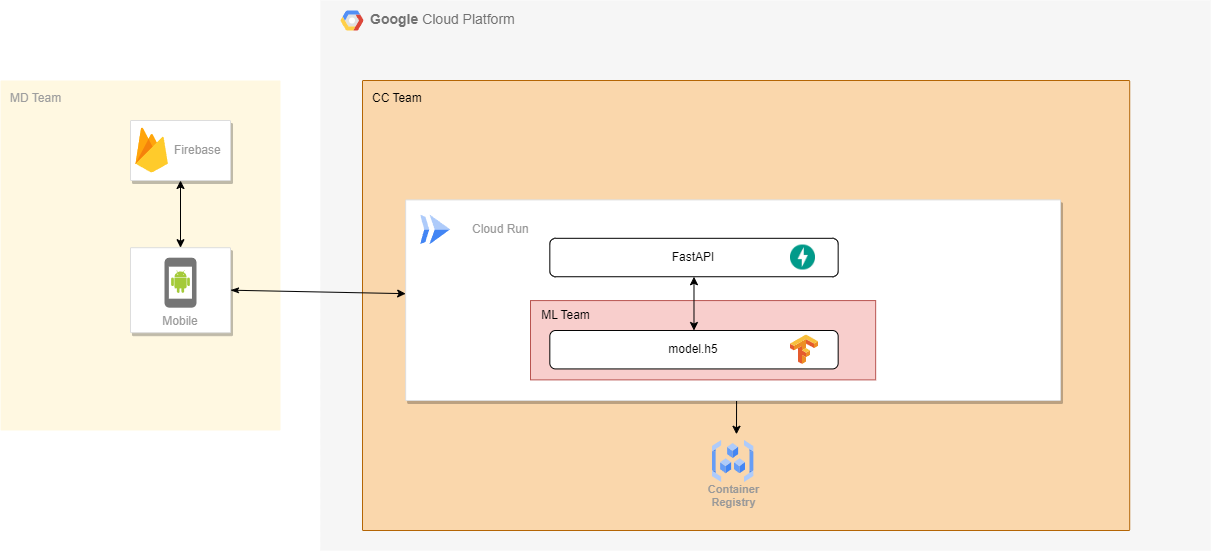 Google Cloud Platform
MD Team
CC Team
Firebase
Cloud Run
FastAPI
ML Team
Mobile
model.h5
Container
Registry